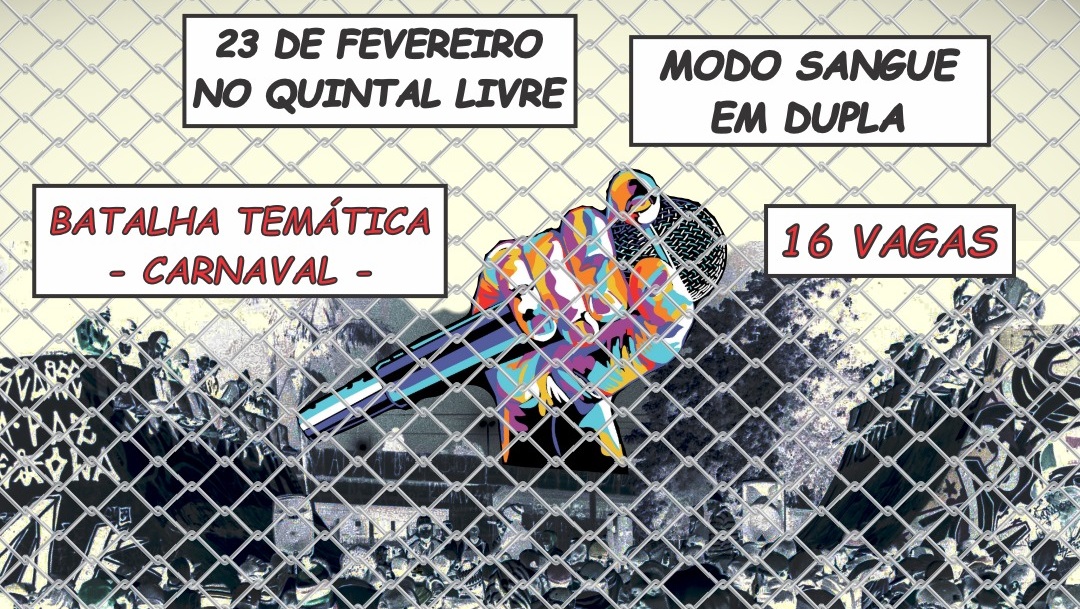 23 DE FEVEREIRO
NO QUINTAL LIVRE
MODO SANGUE
EM DUPLA
BATALHA TEMÁTICA
- CARNAVAL -
16 VAGAS